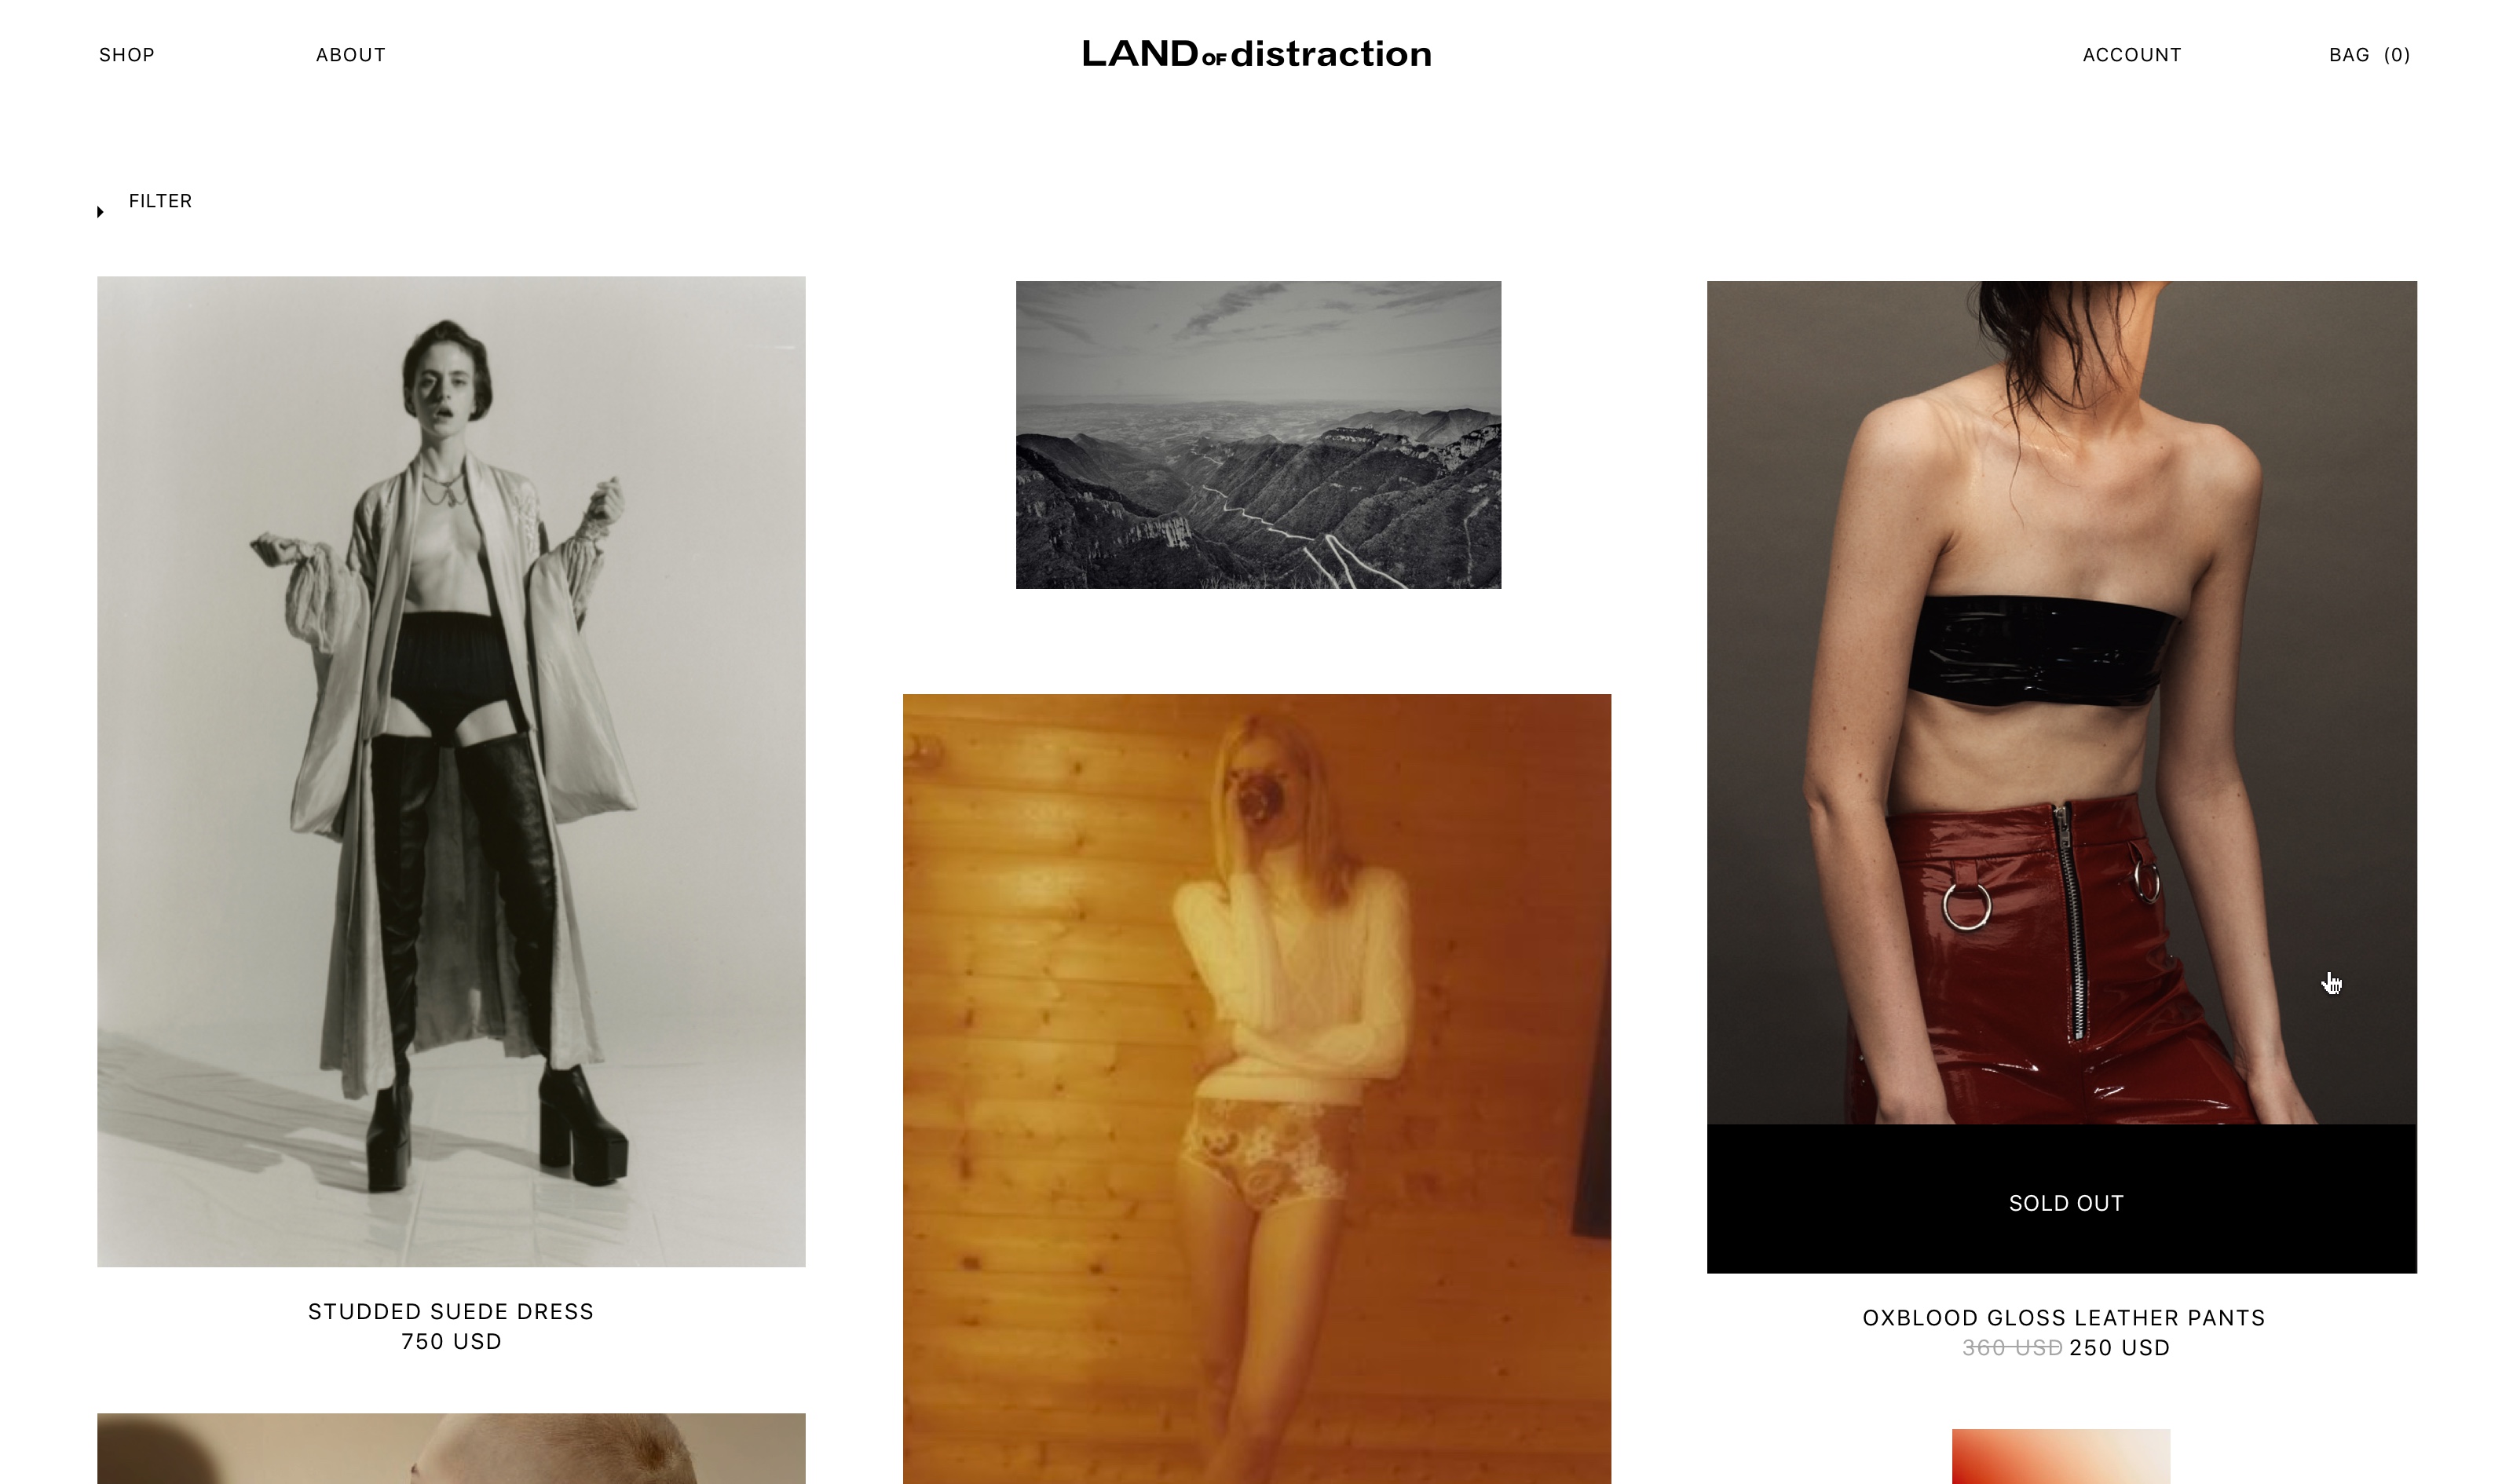 SHOP ABOUT LAND OF distraction ACCOUNT BAG (0)
FILTER
STUDDED SUEDE DRESS
750 USD
SOLD OUT
OXBLOOD GLOSS LEATHER PANTS
360 USD 250 USD